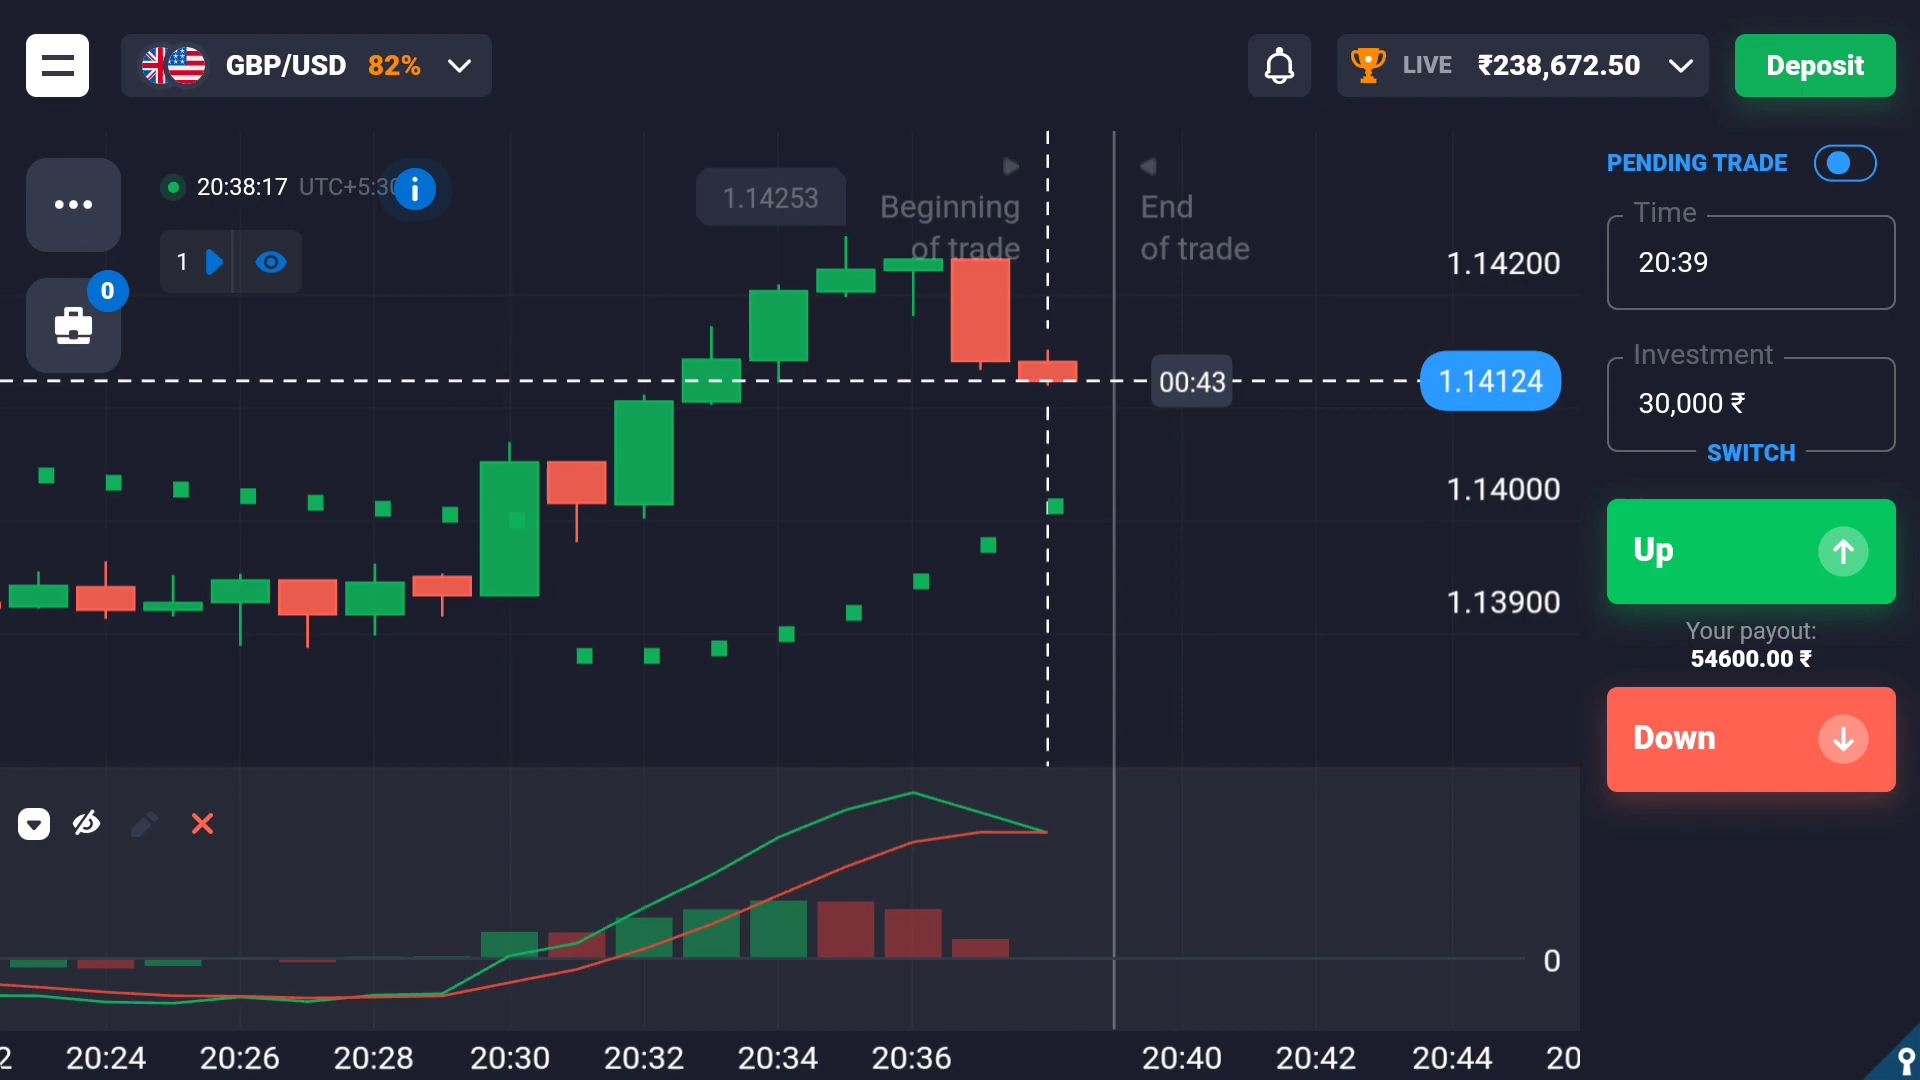 GBP/USD 82%
LIVE ₹238,672.50
Deposit
20:38:17 UTC+5:30
1
0
1.14253
Beginning
of trade
End
of trade
1.14200
00:43
1.14124
1.14000
1.13900
PENDING TRADE
Time
20:39
Investment
30,000 ₹
SWITCH
Up
Your payout:
54600.00 ₹
Down
0
2 20:24 20:26 20:28 20:30 20:32 20:34 20:36 20:40 20:42 20:44 20